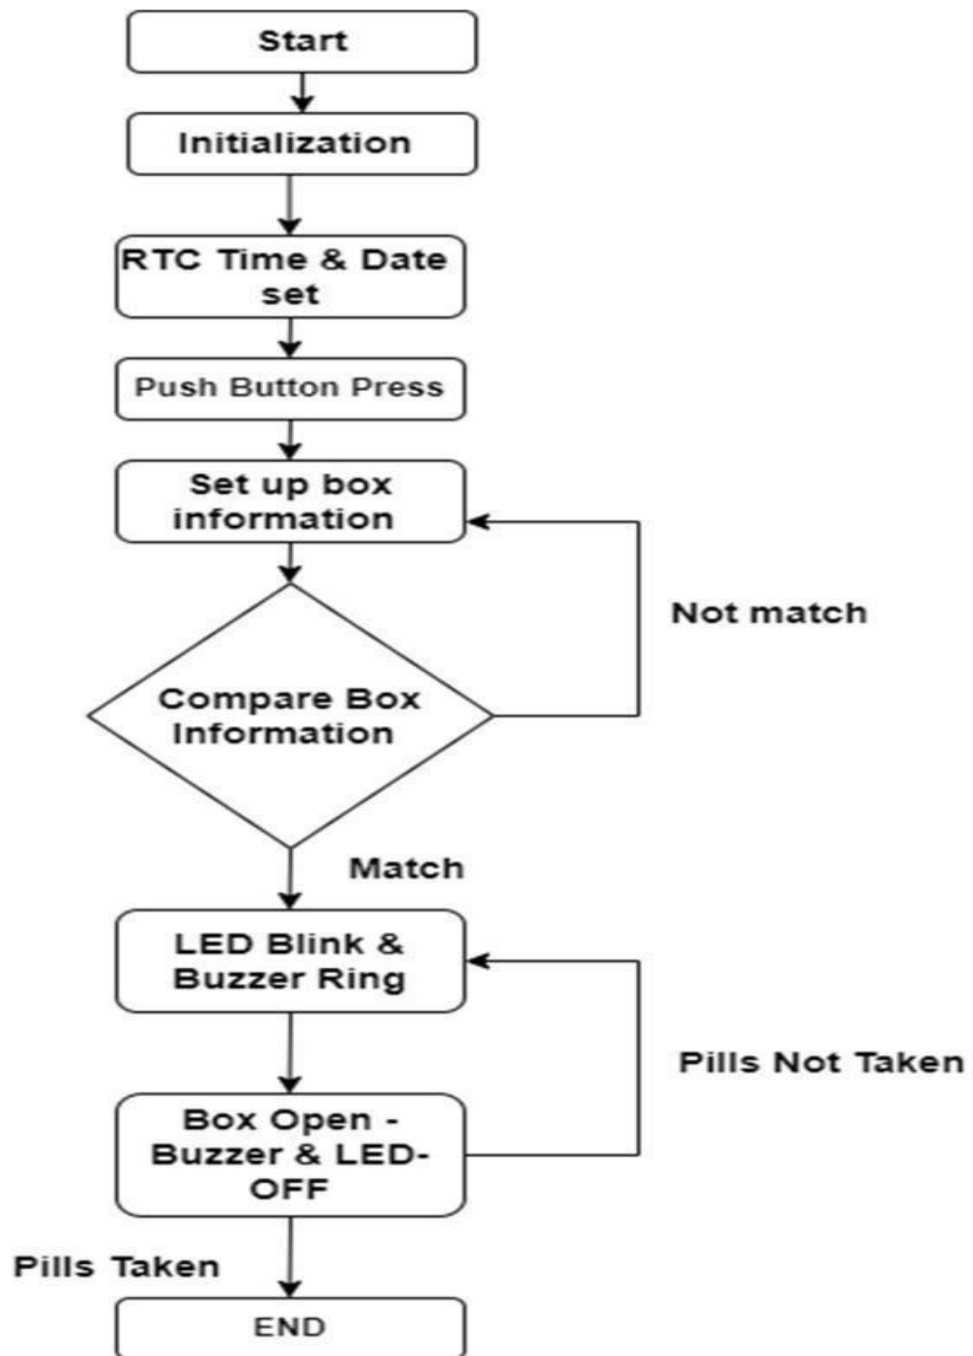 Start
Initialization
RTC Time & Date
set
Push Button Press
Set up box
information
Not match
Compare Box
Information
Match
LED Blink &
Buzzer Ring
Pills Not Taken
Box Open -
Buzzer & LED-
OFF
Pills Taken
END